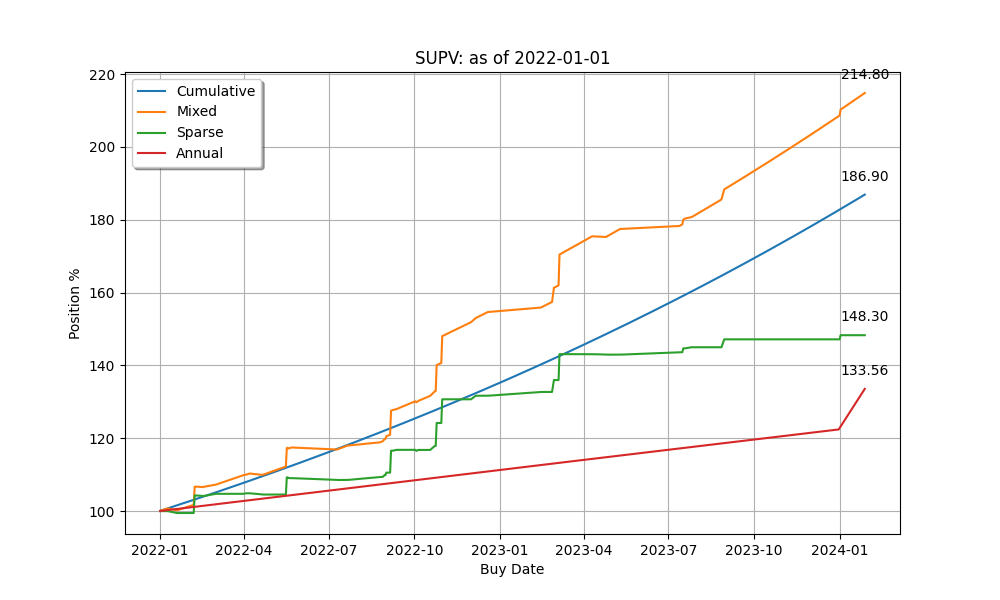 SUPV: as of 2022-01-01
Cumulative
Mixed
Sparse
Annual
214.80
186.90
148.30
133.56
220
200
180
160
140
120
100
Position %
2022-01 2022-04 2022-07 2022-10 2023-01 2023-04 2023-07 2023-10 2024-01
Buy Date